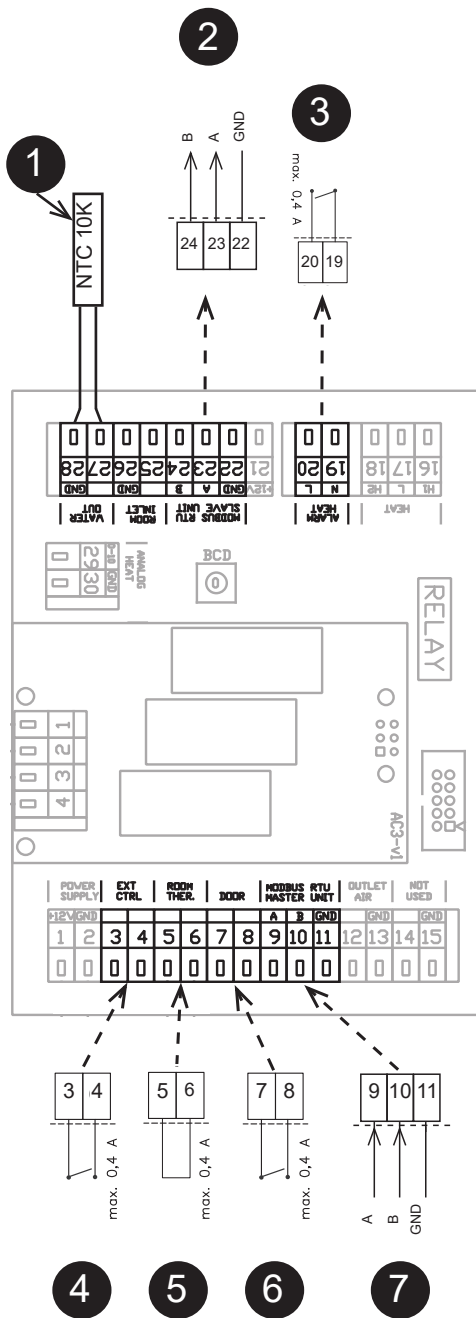 2
3
1
B
A
GND
max. 0,4 A
NTC 10K
24 23 22
20 19
28 27 26 25 24 23 22 21
20 19 18 17 16
GND GND B A GND +12V
L N H2 L H1
VATER OUT
ROOM INLET
MODBUS RTU SLAVE UNIT
ALARM HEAT
HEAT
29 30
0-10 GND
ANALOG HEAT
BCD
0
RELAY
1
2
3
4
AC3-v1
POWER SUPPLY
EXT CTRL
ROOM THER.
DOOR
MODBUS RTU MASTER UNIT
OUTLET AIR
NOT USED
+12V GND A B GND GND GND
1 2 3 4 5 6 7 8 9 10 11 12 13 14 15
3 4
5 6
7 8
9 10 11
max. 0,4 A
max. 0,4 A
max. 0,4 A
A
B
GND
4
5
6
7